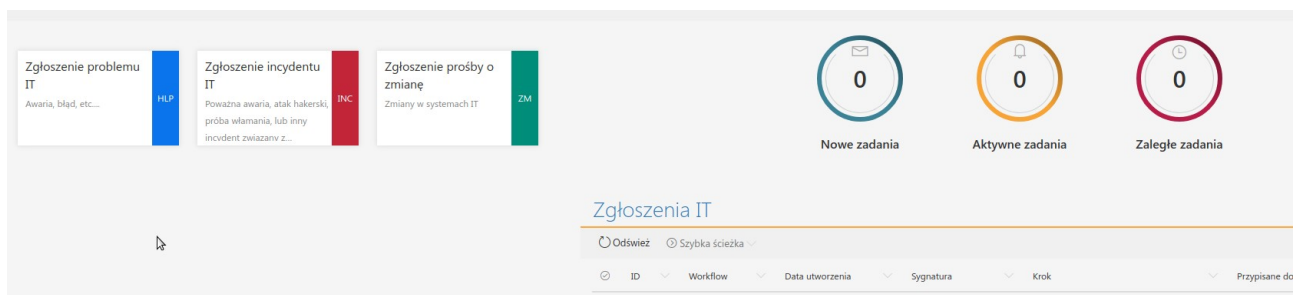 Zgłoszenie problemu
IT
Awaria, błąd, etc....
HLP
Zgłoszenie incydentu
IT
Poważna awaria, atak hakerski,
próba włamania, lub inny
incydent związany z...
INC
Zgłoszenie prośby o
zmianę
Zmiany w systemach IT
ZM
0
Nowe zadania
0
Aktywne zadania
0
Zaległe zadania
Zgłoszenia IT
Odśwież Szybka ścieżka
ID Workflow Data utworzenia Sygnatura Krok Przypisane do